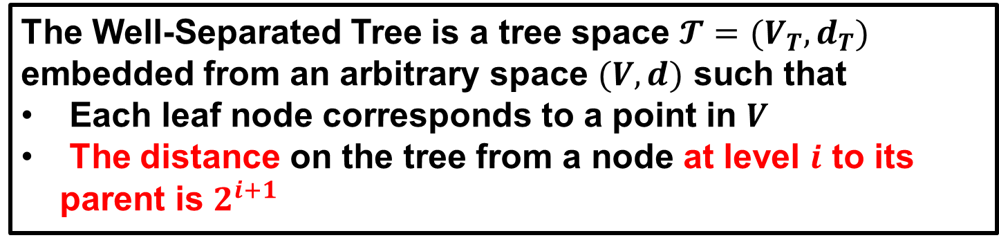 The Well-Separated Tree is a tree space 𝒯 = (V_T, d_T)
embedded from an arbitrary space (V, d) such that
• Each leaf node corresponds to a point in V
• The distance on the tree from a node at level i to its
parent is 2^{i+1}